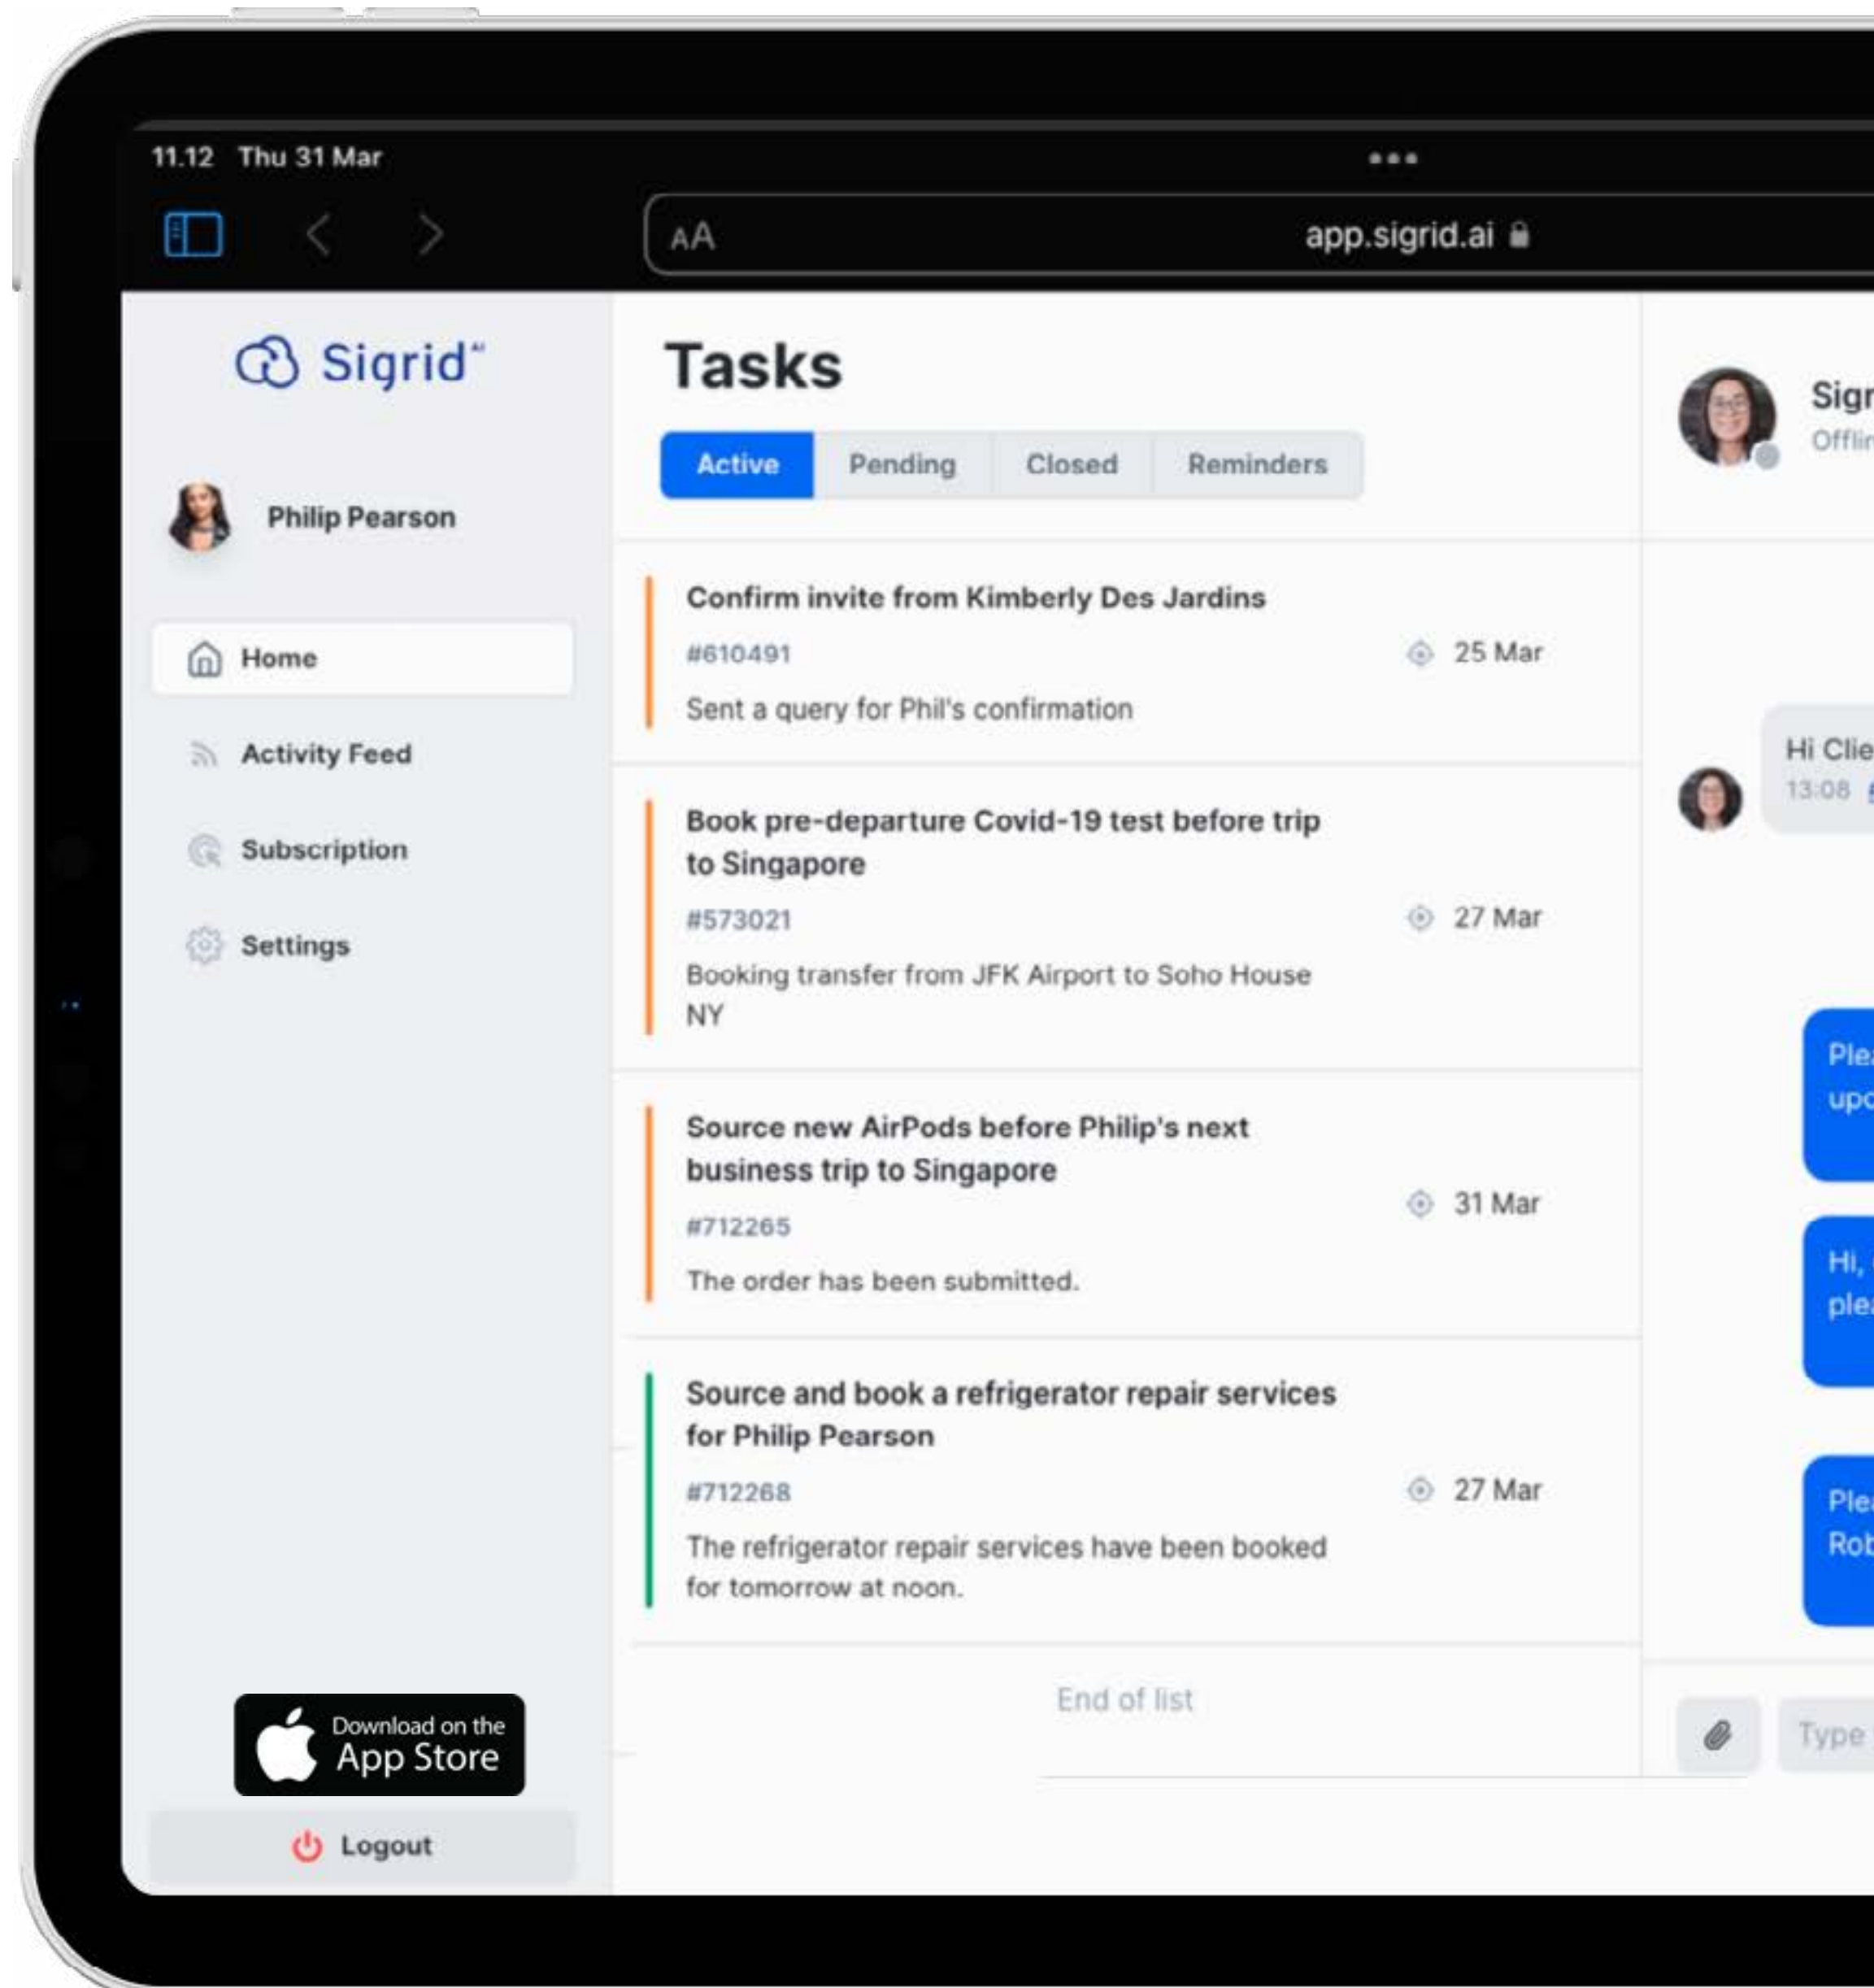 11.12 Thu 31 Mar
AA
app.sigrid.ai
Sigrid AI
Philip Pearson
Home
Activity Feed
Subscription
Settings
Download on the
App Store
Logout
Tasks
Active Pending Closed Reminders
Confirm invite from Kimberly Des Jardins
#610491
25 Mar
Sent a query for Phil's confirmation
Book pre-departure Covid-19 test before trip
to Singapore
#573021
27 Mar
Booking transfer from JFK Airport to Soho House
NY
Source new AirPods before Philip's next
business trip to Singapore
#712265
31 Mar
The order has been submitted.
Source and book a refrigerator repair services
for Philip Pearson
#712268
27 Mar
The refrigerator repair services have been booked
for tomorrow at noon.
End of list
Hi
13:08
Hi,
Type